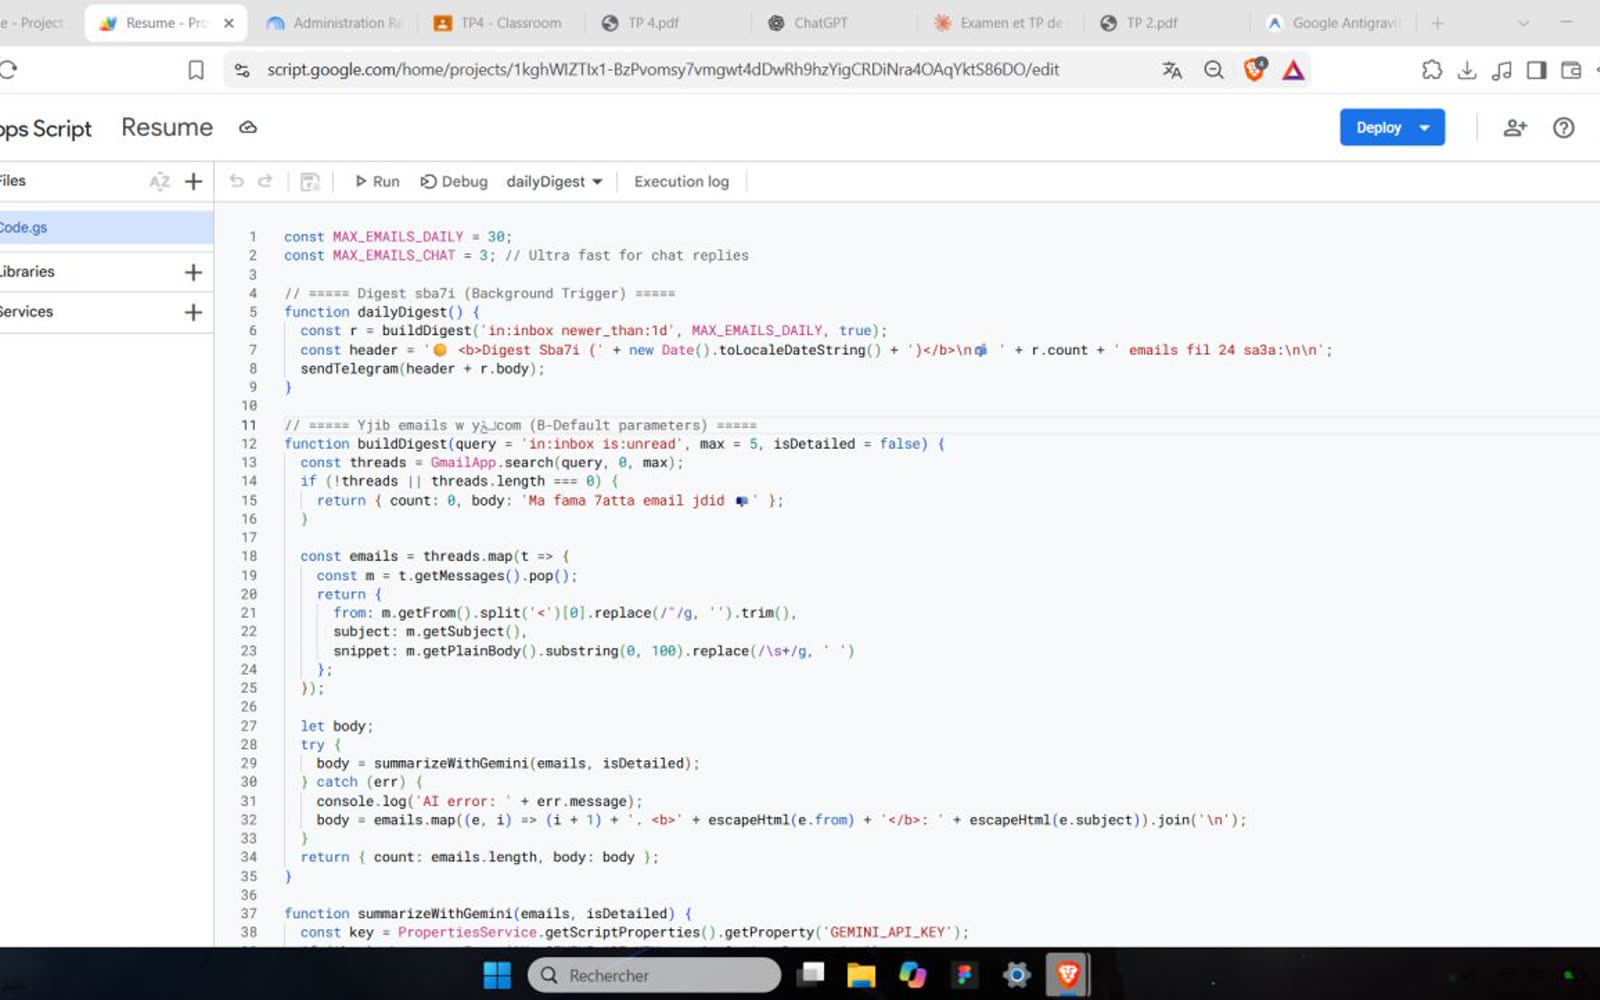 e - Project
Resume - Pro
Administration Re
TP4 - Classroom
TP 4.pdf
ChatGPT
Examen et TP de
TP 2.pdf
Google Antigravi
script.google.com/home/projects/1kghWIZTIx1-BzPvomsy7vmgwt4dDwRh9hzYigCRDiNra4OAqYktS86DO/edit
4
pps Script
Resume
Deploy
Files
AZ
Run
Debug
dailyDigest
Execution log
Code.gs
Libraries
Services
1 const MAX_EMAILS_DAILY = 30;
2 const MAX_EMAILS_CHAT = 3; // Ultra fast for chat replies
3
4 // ===== Digest sba7i (Background Trigger) =====
5 function dailyDigest() {
6 const r = buildDigest('in:inbox newer_than:1d', MAX_EMAILS_DAILY, true);
7 const header = '🌞 <b>Digest Sba7i (' + new Date().toLocaleDateString() + ')</b>\n📬 ' + r.count + ' emails fil 24 sa3a:\n\n';
8 sendTelegram(header + r.body);
9 }
10
11 // ===== Yjib emails w (B-Default parameters) =====
12 function buildDigest(query = 'in:inbox is:unread', max = 5, isDetailed = false) {
13 const threads = GmailApp.search(query, 0, max);
14 if (!threads || threads.length === 0) {
15 return { count: 0, body: 'Ma fama 7atta email jdid 📭' };
16 }
17
18 const emails = threads.map(t => {
19 const m = t.getMessages().pop();
20 return {
21 from: m.getFrom().split('<')[0].replace(/"/g, '').trim(),
22 subject: m.getSubject(),
23 snippet: m.getPlainBody().substring(0, 100).replace(/\s+/g, ' ')
24 };
25 });
26
27 let body;
28 try {
29 body = summarizeWithGemini(emails, isDetailed);
30 } catch (err) {
31 console.log('AI error: ' + err.message);
32 body = emails.map((e, i) => (i + 1) + '. <b>' + escapeHtml(e.from) + '</b>: ' + escapeHtml(e.subject)).join('\n');
33 }
34 return { count: emails.length, body: body };
35 }
36
37 function summarizeWithGemini(emails, isDetailed) {
38 const key = PropertiesService.getScriptProperties().getProperty('GEMINI_API_KEY');
Rechercher